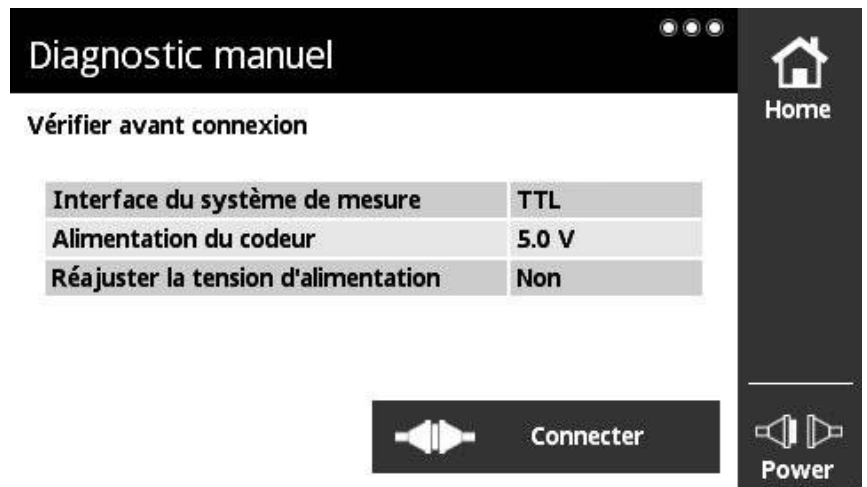 Diagnostic manuel
Home
Vérifier avant connexion
Interface du système de mesure TTL
Alimentation du codeur 5.0 V
Réajuster la tension d'alimentation Non
Connecter
Power